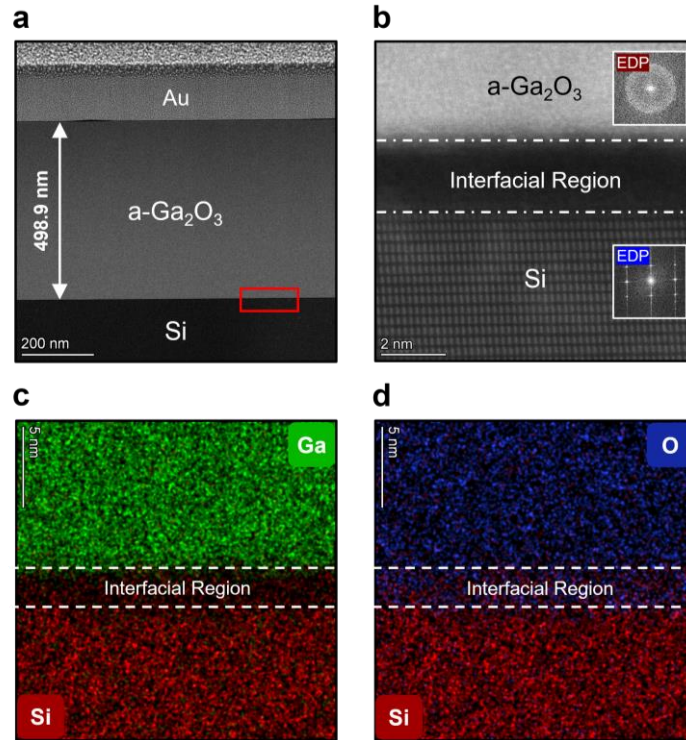 a
Au
498.9 nm
a-Ga₂O₃
Si
200 nm
b
EDP
a-Ga₂O₃
Interfacial Region
EDP
Si
2 nm
c
5 nm
Ga
Interfacial Region
Si
d
5 nm
O
Interfacial Region
Si